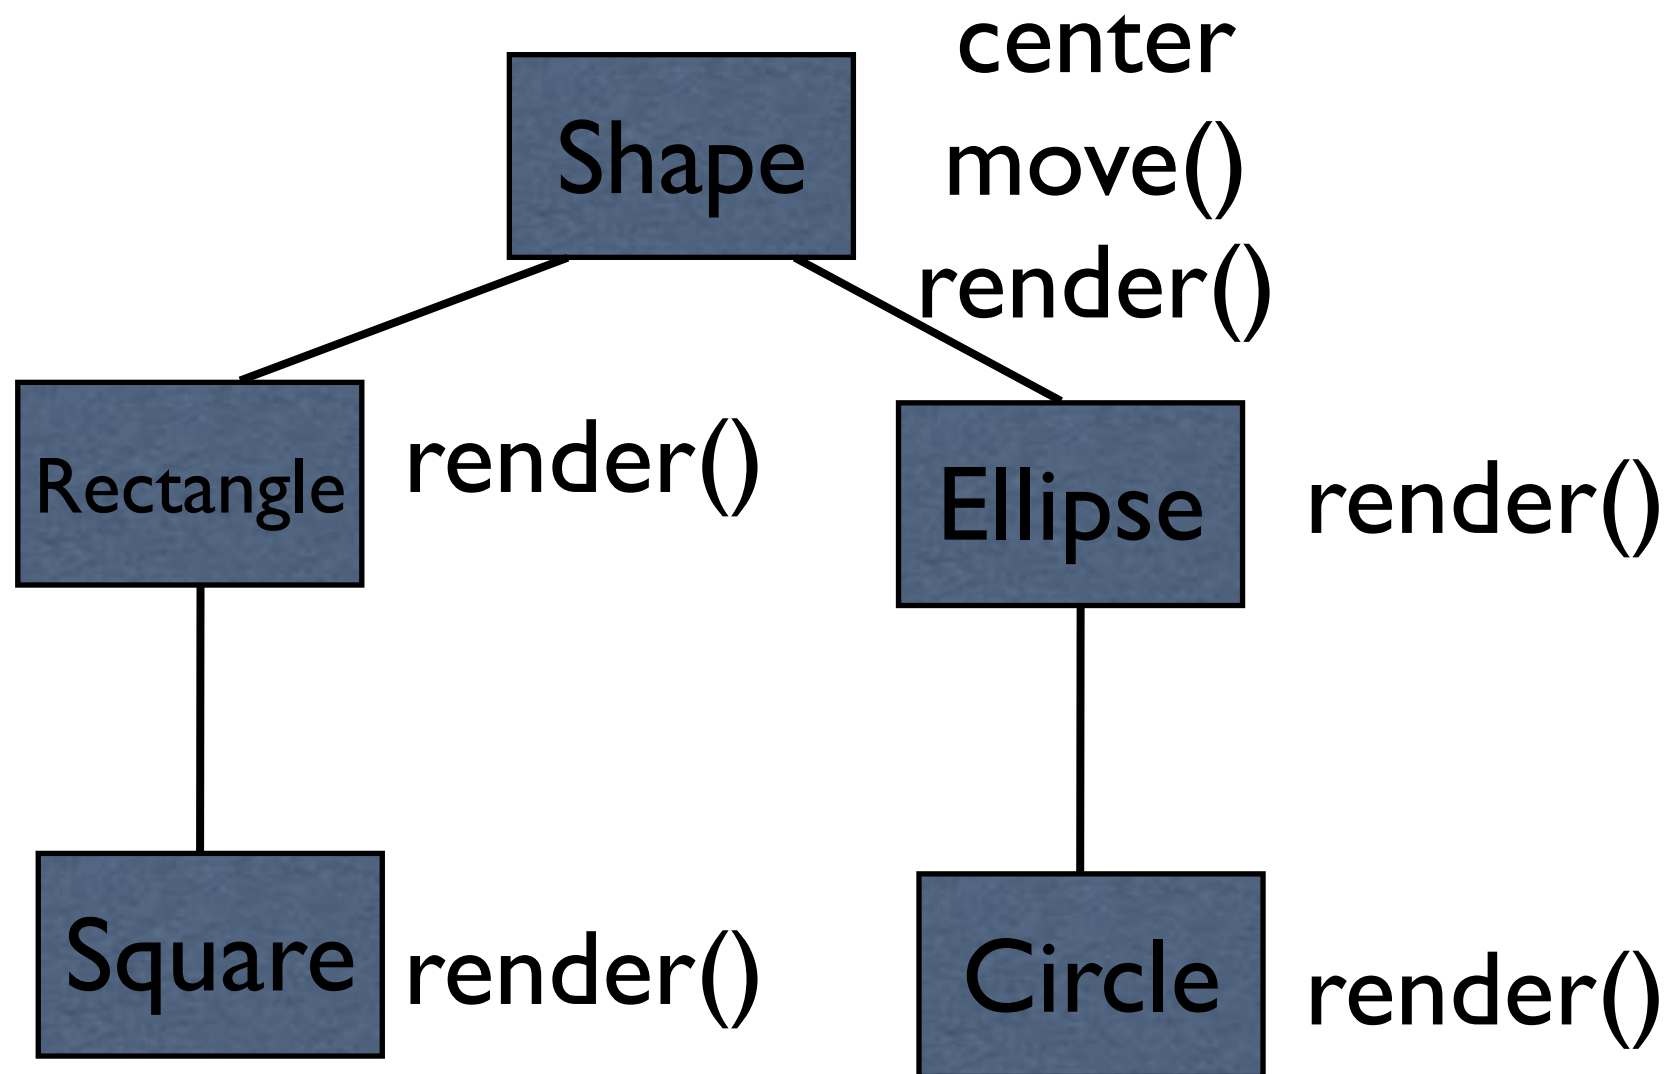 Shape
center
move()
render()
Rectangle
render()
Ellipse
render()
Square
render()
Circle
render()